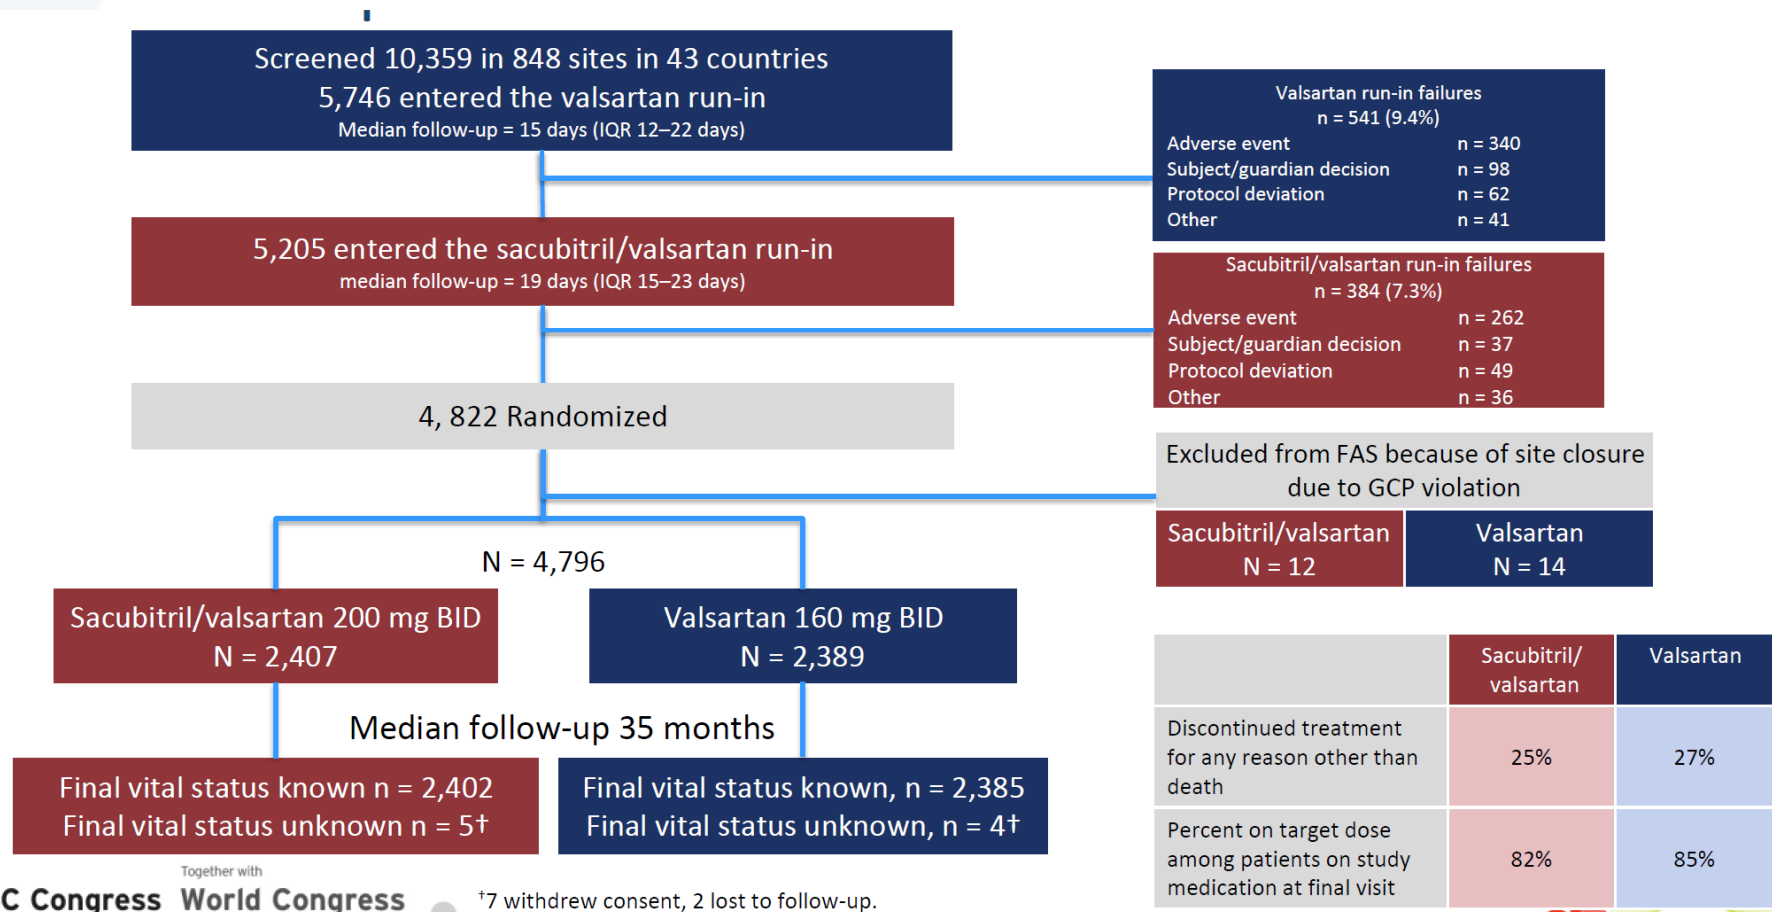 Screened 10,359 in 848 sites in 43 countries
5,746 entered the valsartan run-in
Median follow-up = 15 days (IQR 12–22 days)
Valsartan run-in failures
n = 541 (9.4%)
Adverse event n = 340
Subject/guardian decision n = 98
Protocol deviation n = 62
Other n = 41
5,205 entered the sacubitril/valsartan run-in
median follow-up = 19 days (IQR 15–23 days)
Sacubitril/valsartan run-in failures
n = 384 (7.3%)
Adverse event n = 262
Subject/guardian decision n = 37
Protocol deviation n = 49
Other n = 36
4, 822 Randomized
Excluded from FAS because of site closure
due to GCP violation
Sacubitril/valsartan
N = 12
Valsartan
N = 14
N = 4,796
Sacubitril/valsartan 200 mg BID
N = 2,407
Valsartan 160 mg BID
N = 2,389
Median follow-up 35 months
Final vital status known n = 2,402
Final vital status unknown n = 5†
Final vital status known, n = 2,385
Final vital status unknown, n = 4†
Sacubitril/
valsartan
Valsartan
Discontinued treatment
for any reason other than
death
25%
27%
Percent on target dose
among patients on study
medication at final visit
82%
85%
Together with
C Congress World Congress
†7 withdrew consent, 2 lost to follow-up.